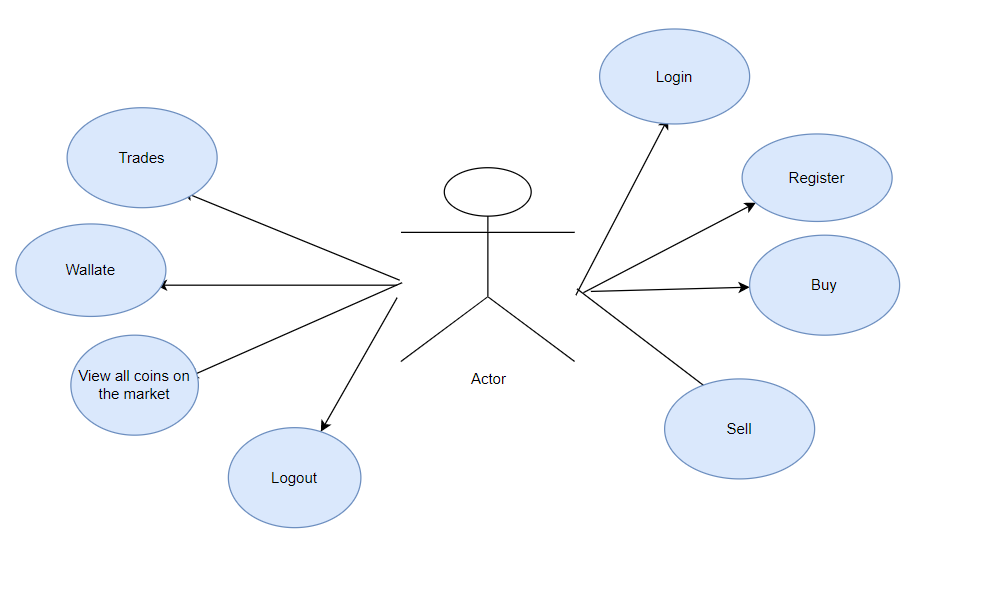 Login
Trades
Register
Wallate
Buy
View all coins on
the market
Actor
Sell
Logout